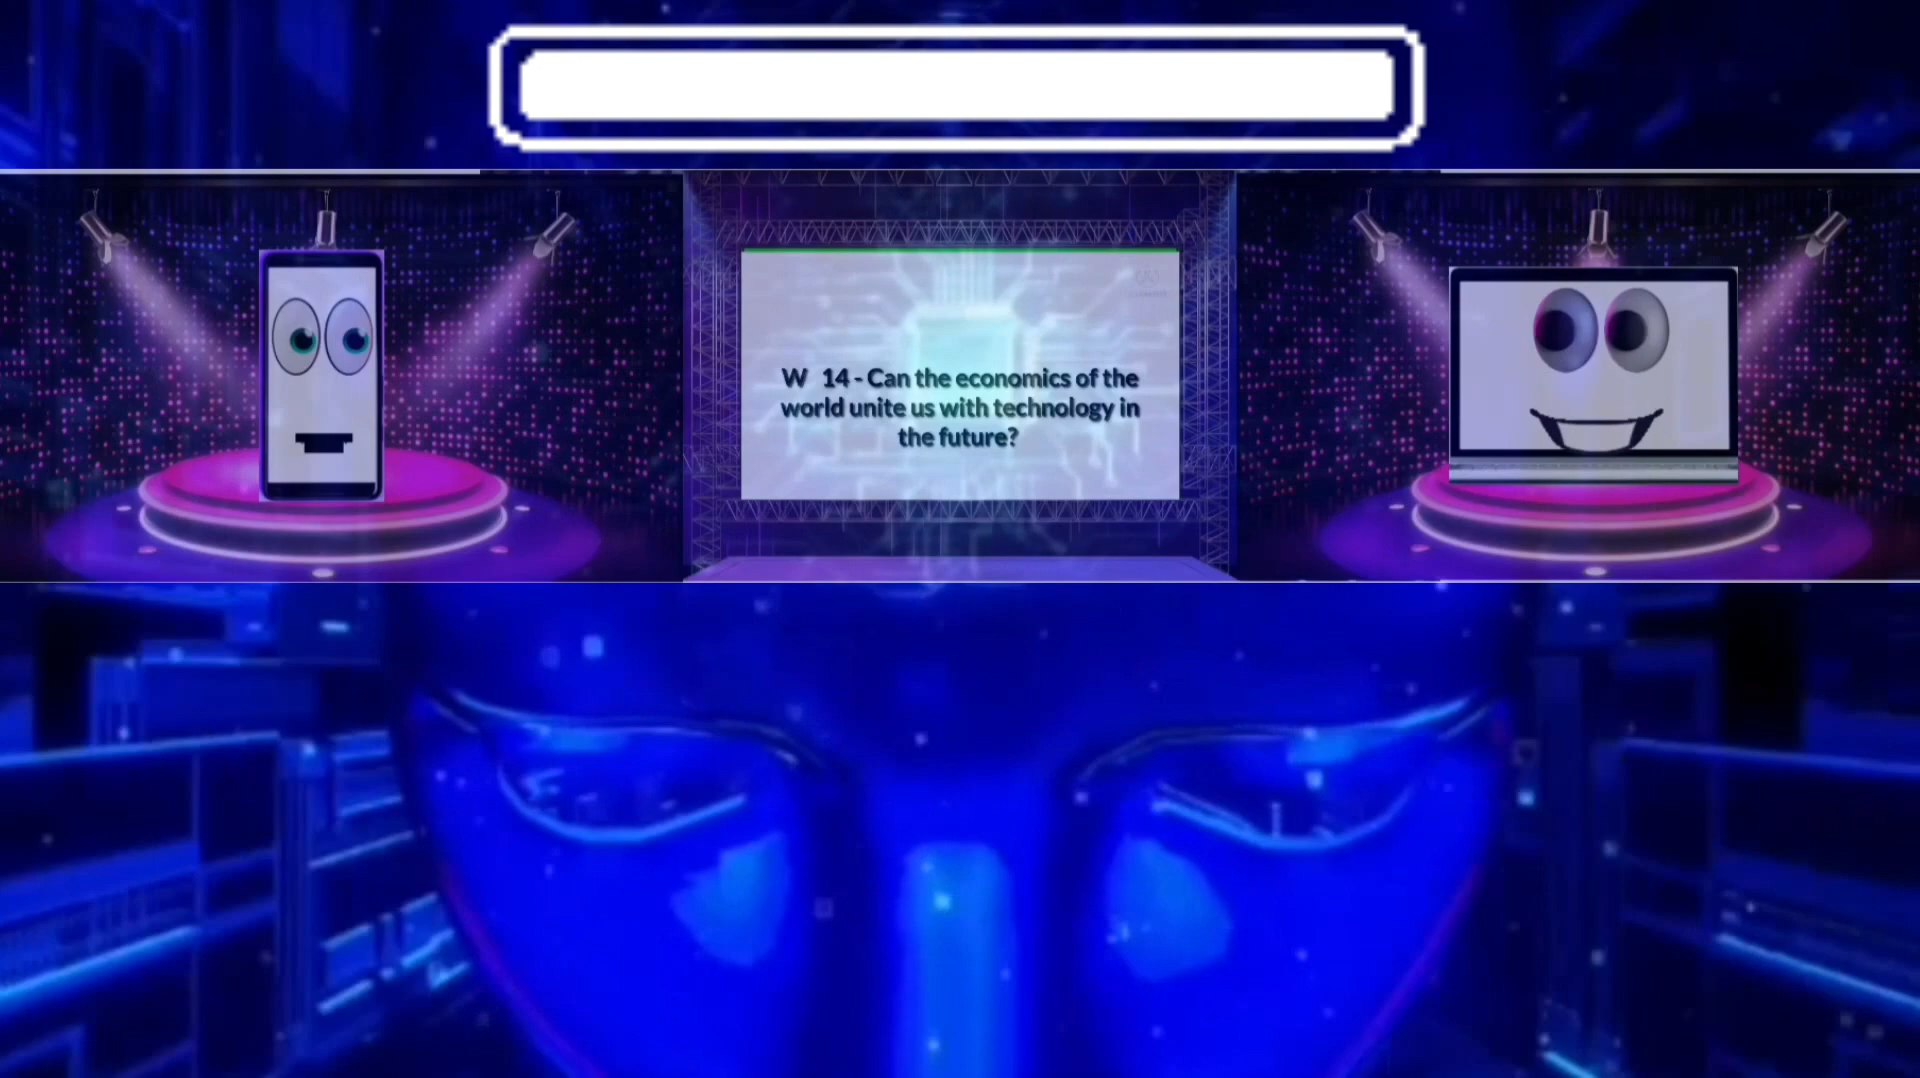 W 14 - Can the economics of the
world unite us with technology in
the future?